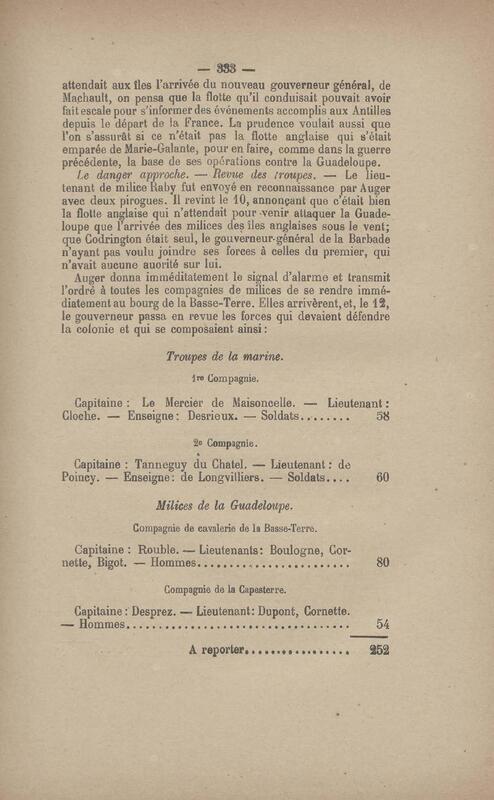 — 333 —
attendait aux îles l'arrivée du nouveau gouverneur général, de
Machault, on pensa que la flotte qu'il conduisait pouvait avoir
fait escale pour s'informer des événements accomplis aux Antilles
depuis le départ de la France. La prudence voulait aussi que
l'on s'assurât si ce n'était pas la flotte anglaise qui s'était
emparée de Marie-Galante, pour en faire, comme dans la guerre
précédente, la base de ses opérations contre la Guadeloupe.
Le danger approche. — Revue des troupes. — Le lieu-
tenant de milice Raby fut envoyé en reconnaissance par Auger
avec deux pirogues. Il revint le 10, annonçant que c'était bien
la flotte anglaise qui n'attendait pour venir attaquer la Guade-
loupe que l'arrivée des milices des îles anglaises sous le vent;
que Codrington était seul, le gouverneur-général de la Barbade
n'ayant pas voulu joindre ses forces à celles du premier, qui
n'avait aucune auorité sur lui.
Auger donna imméditatement le signal d'alarme et transmit
l'ordrê à toutes les compagnies de milices de se rendre immé-
diatement au bourg de la Basse-Terre. Elles arrivèrent, et, le 12,
le gouverneur passa en revue les forces qui devaient défendre
la colonie et qui se composaient ainsi :
Troupes de la marine.
1re Compagnie.
Capitaine : Le Mercier de Maisoncelle. — Lieutenant :
Cloche. — Enseigne : Desrieux. — Soldats........ 58
2e Compagnie.
Capitaine : Tanneguy du Chatel. — Lieutenant : de
Poincy. — Enseigne : de Longvilliers. — Soldats.... 60
Milices de la Guadeloupe.
Compagnie de cavalerie de la Basse-Terre.
Capitaine : Rouble. — Lieutenants : Boulogne, Cor-
nette, Bigot. — Hommes....................... 80
Compagnie de la Capesterre.
Capitaine : Desprez. — Lieutenant : Dupont, Cornette.
— Hommes.................................. 54
A reporter................ 252